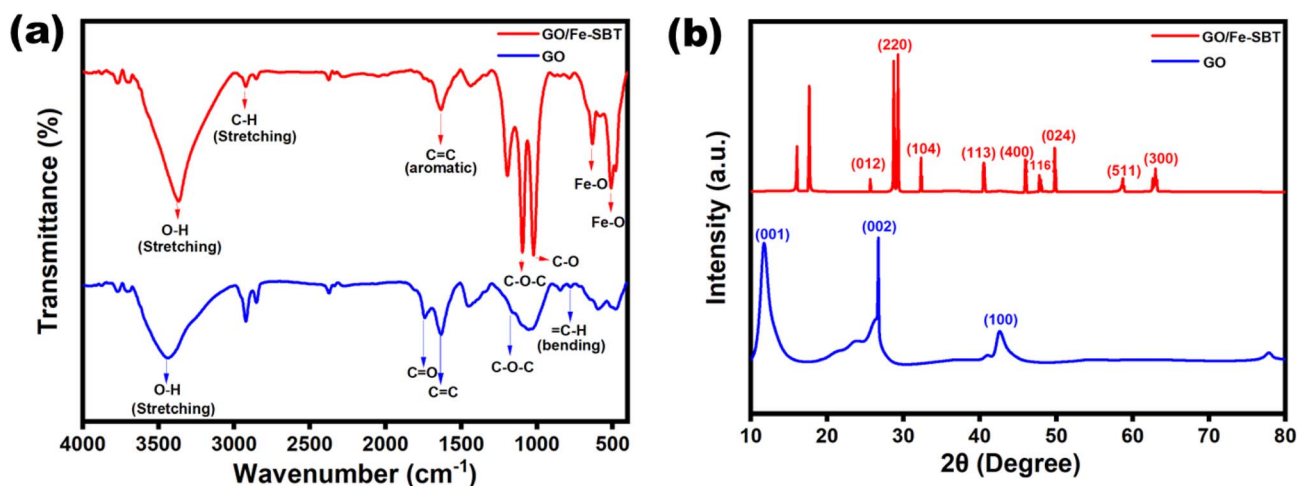 (a)
GO/Fe-SBT
GO
C-H
(Stretching)
O-H
(Stretching)
C=C
(aromatic)
Fe-O
Fe-O
C-O
C-O-C
=C-H
(bending)
C-O-C
C=O
C=C
O-H
(Stretching)
Transmittance (%)
4000 3500 3000 2500 2000 1500 1000 500
Wavenumber (cm⁻¹)
(b)
GO/Fe-SBT
GO
(220)
(012)
(104)
(113)
(400)
(116)
(024)
(511)
(300)
(001)
(002)
(100)
Intensity (a.u.)
10 20 30 40 50 60 70 80
2θ (Degree)